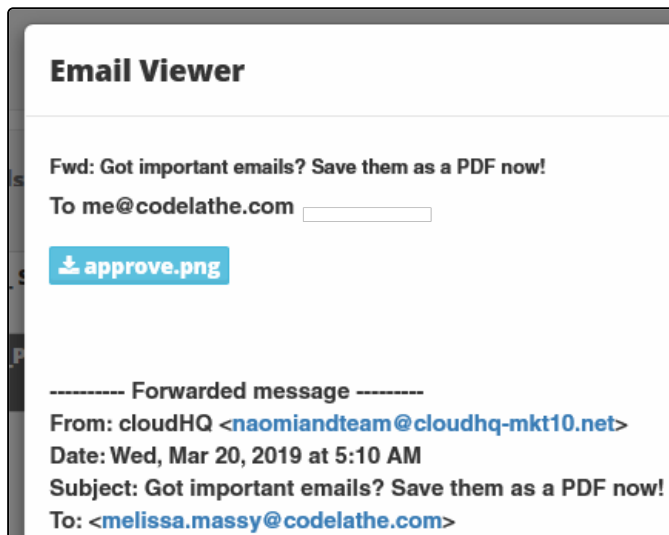 Email Viewer
Fwd: Got important emails? Save them as a PDF now!
To me@codelathe.com
approve.png
---------- Forwarded message ---------
From: cloudHQ <naomiandteam@cloudhq-mkt10.net>
Date: Wed, Mar 20, 2019 at 5:10 AM
Subject: Got important emails? Save them as a PDF now!
To: <melissa.massy@codelathe.com>